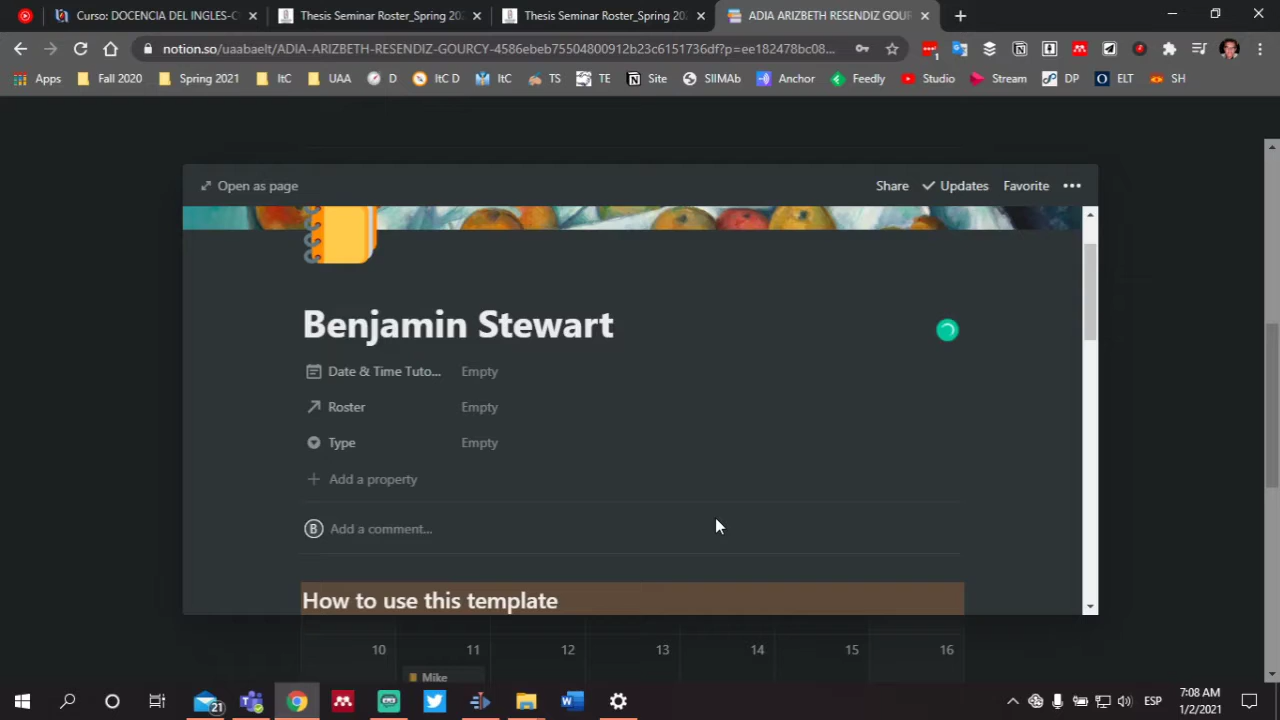 Curso: DOCENCIA DEL INGLES-C
Thesis Seminar Roster_Spring 202
Thesis Seminar Roster_Spring 202
ADIA ARIZBETH RESENDIZ GOUR
notion.so/uaabaelt/ADIA-ARIZBETH-RESENDIZ-GOURCY-4586ebeb75504800912b23c6151736df?p=ee182478bc08...
1
Apps
Fall 2020
Spring 2021
ItC
UAA
D
ItC D
ItC
TS
TE
Site
SIIMAb
Anchor
Feedly
Studio
Stream
DP
ELT
SH
Open as page
Share
Updates
Favorite
Benjamin Stewart
Date & Time Tuto... Empty
Roster Empty
Type Empty
Add a property
B Add a comment...
How to use this template
10 11 12 13 14 15 16
Mike
21
ESP
7:08 AM
1/2/2021